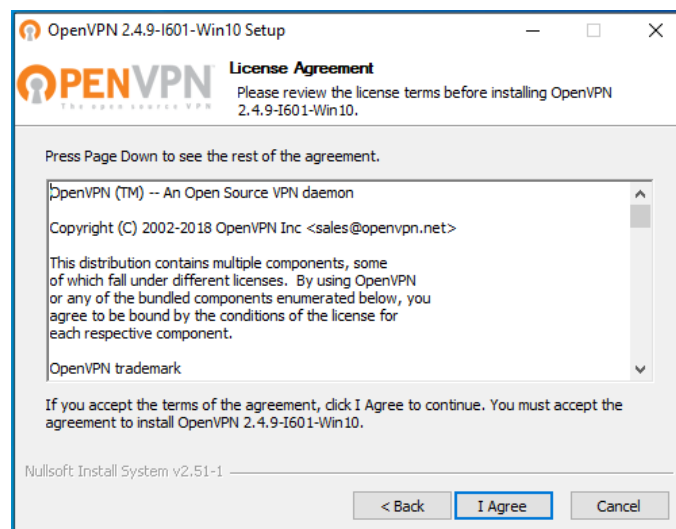 OpenVPN 2.4.9-I601-Win10 Setup
OPENVPN
The open source VPN
License Agreement
Please review the license terms before installing OpenVPN
2.4.9-I601-Win10.
Press Page Down to see the rest of the agreement.
OpenVPN (TM) -- An Open Source VPN daemon
Copyright (C) 2002-2018 OpenVPN Inc <sales@openvpn.net>
This distribution contains multiple components, some
of which fall under different licenses. By using OpenVPN
or any of the bundled components enumerated below, you
agree to be bound by the conditions of the license for
each respective component.
OpenVPN trademark
If you accept the terms of the agreement, click I Agree to continue. You must accept the
agreement to install OpenVPN 2.4.9-I601-Win10.
Nullsoft Install System v2.51-1
< Back
I Agree
Cancel